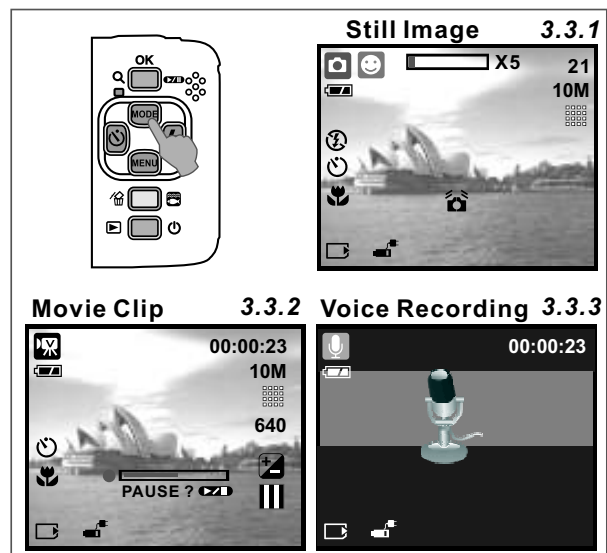 Still Image 3.3.1
OK
MODE
MENU
X5 21
10M
Movie Clip 3.3.2
00:00:23
10M
640
PAUSE ?
Voice Recording 3.3.3
00:00:23